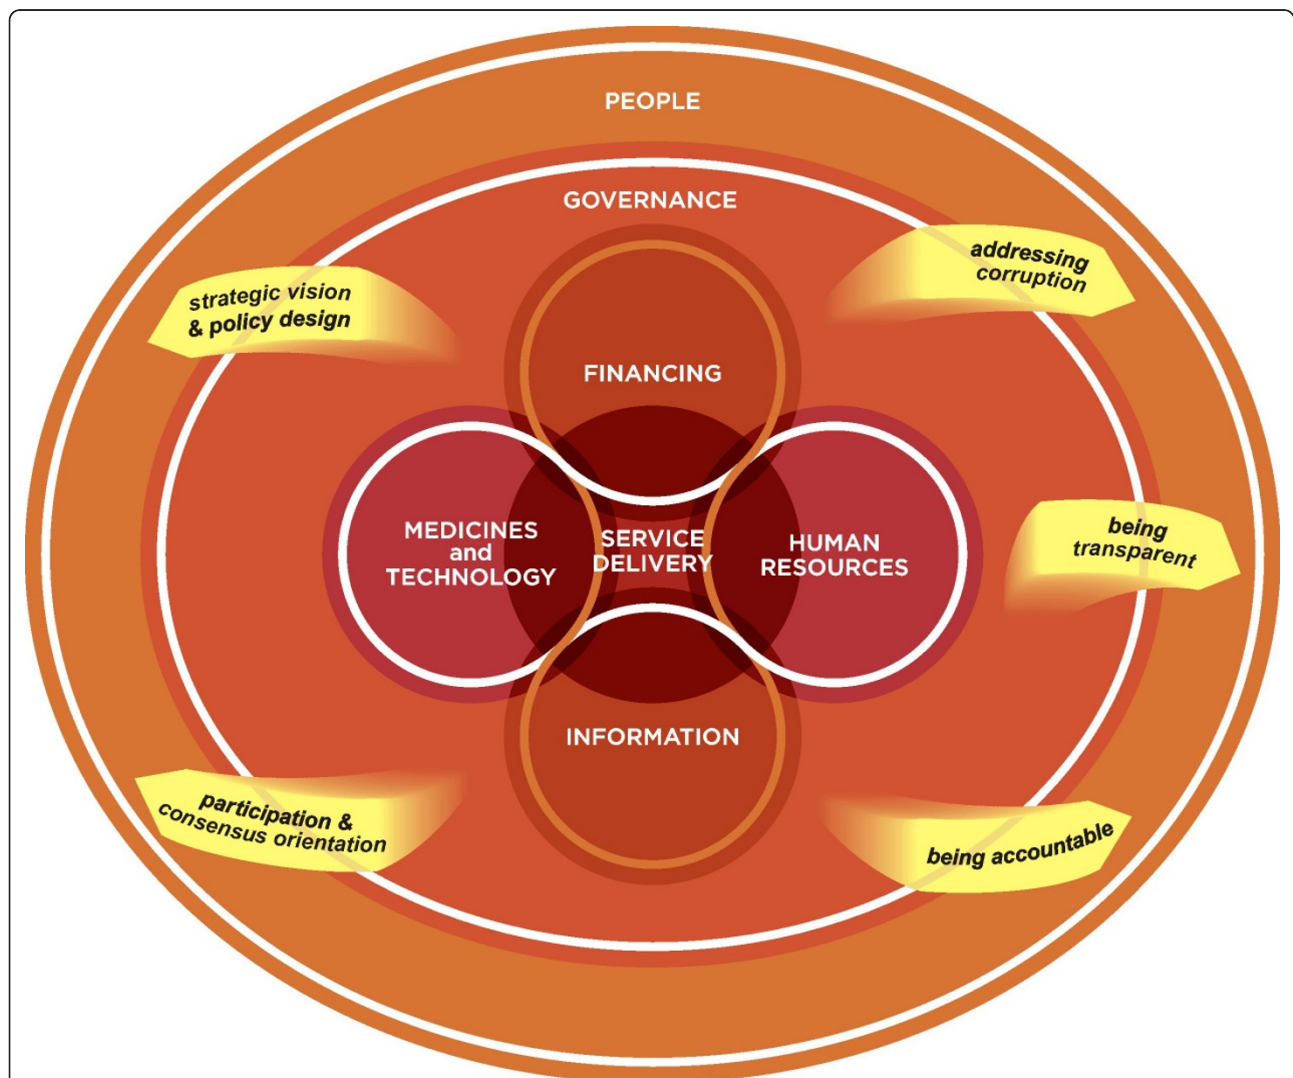 PEOPLE
GOVERNANCE
addressing
corruption
strategic vision
& policy design
FINANCING
MEDICINES
and
TECHNOLOGY
SERVICE
DELIVERY
HUMAN
RESOURCES
being
transparent
INFORMATION
participation &
consensus orientation
being accountable